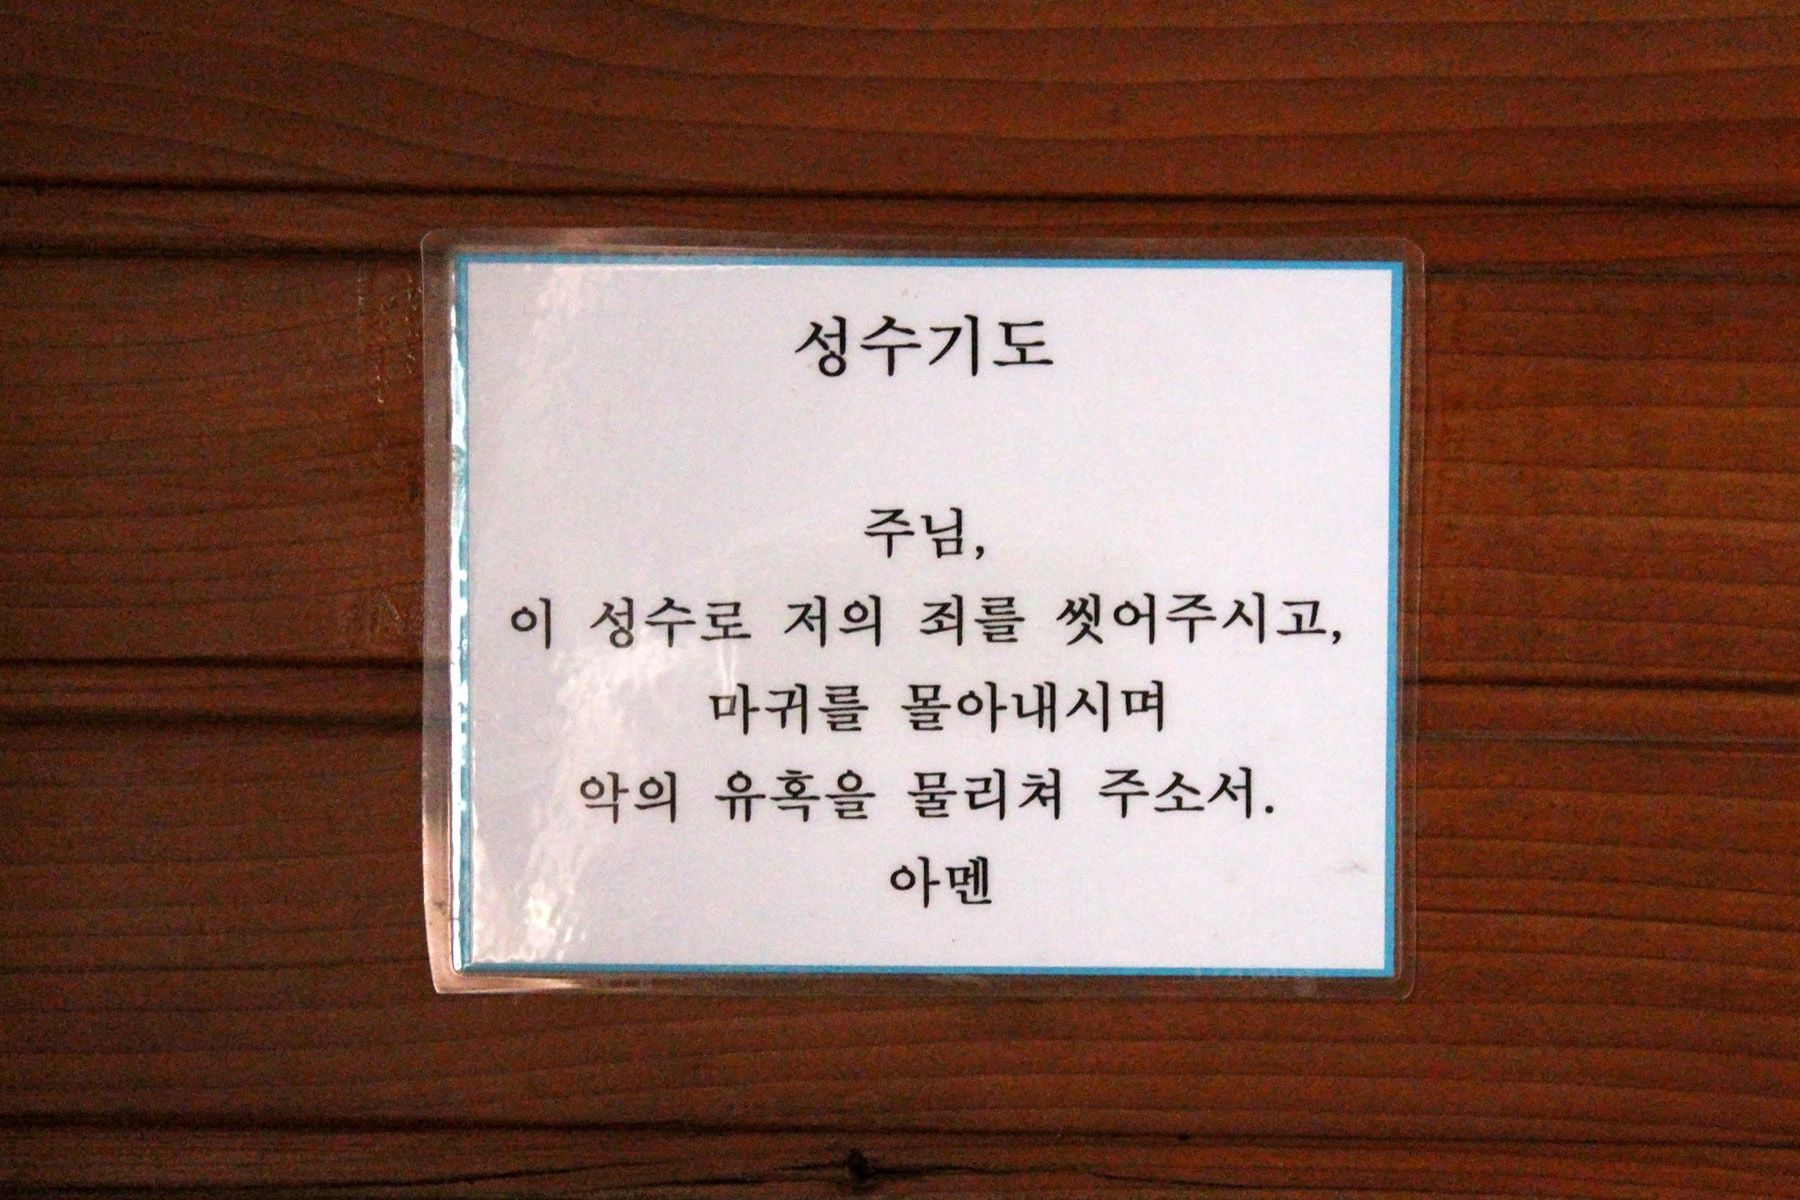 성수기도
주님,
이 성수로 저의 죄를 씻어주시고,
마귀를 몰아내시며
악의 유혹을 물리쳐 주소서.
아멘